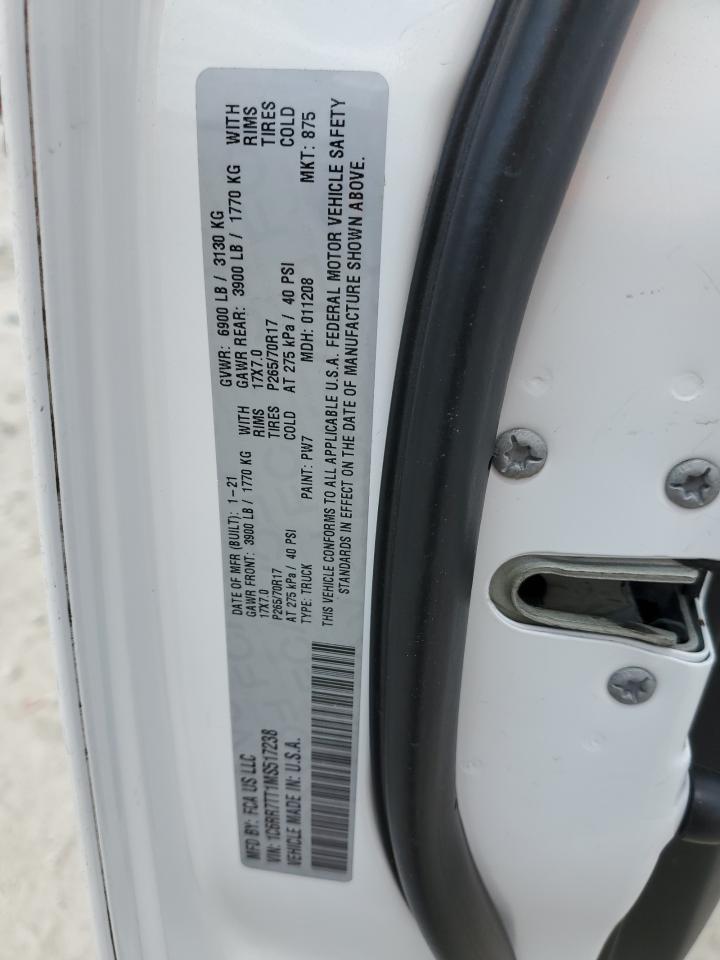 MFD BY: FCA US LLC
VIN: 1C6RR7TT1MS517238
VEHICLE MADE IN: U.S.A.
DATE OF MFR (BUILT): 1-21
GAWR FRONT: 3900 LB / 1770 KG WITH
17X7.0 RIMS
P265/70R17 TIRES
AT 275 kPa / 40 PSI COLD
TYPE: TRUCK PAINT: PW7
GVWR: 6900 LB / 3130 KG
GAWR REAR: 3900 LB / 1770 KG WITH
17X7.0 RIMS
P265/70R17 TIRES
AT 275 kPa / 40 PSI COLD
MDH: 011208 MKT: 875
THIS VEHICLE CONFORMS TO ALL APPLICABLE U.S.A. FEDERAL MOTOR VEHICLE SAFETY
STANDARDS IN EFFECT ON THE DATE OF MANUFACTURE SHOWN ABOVE.